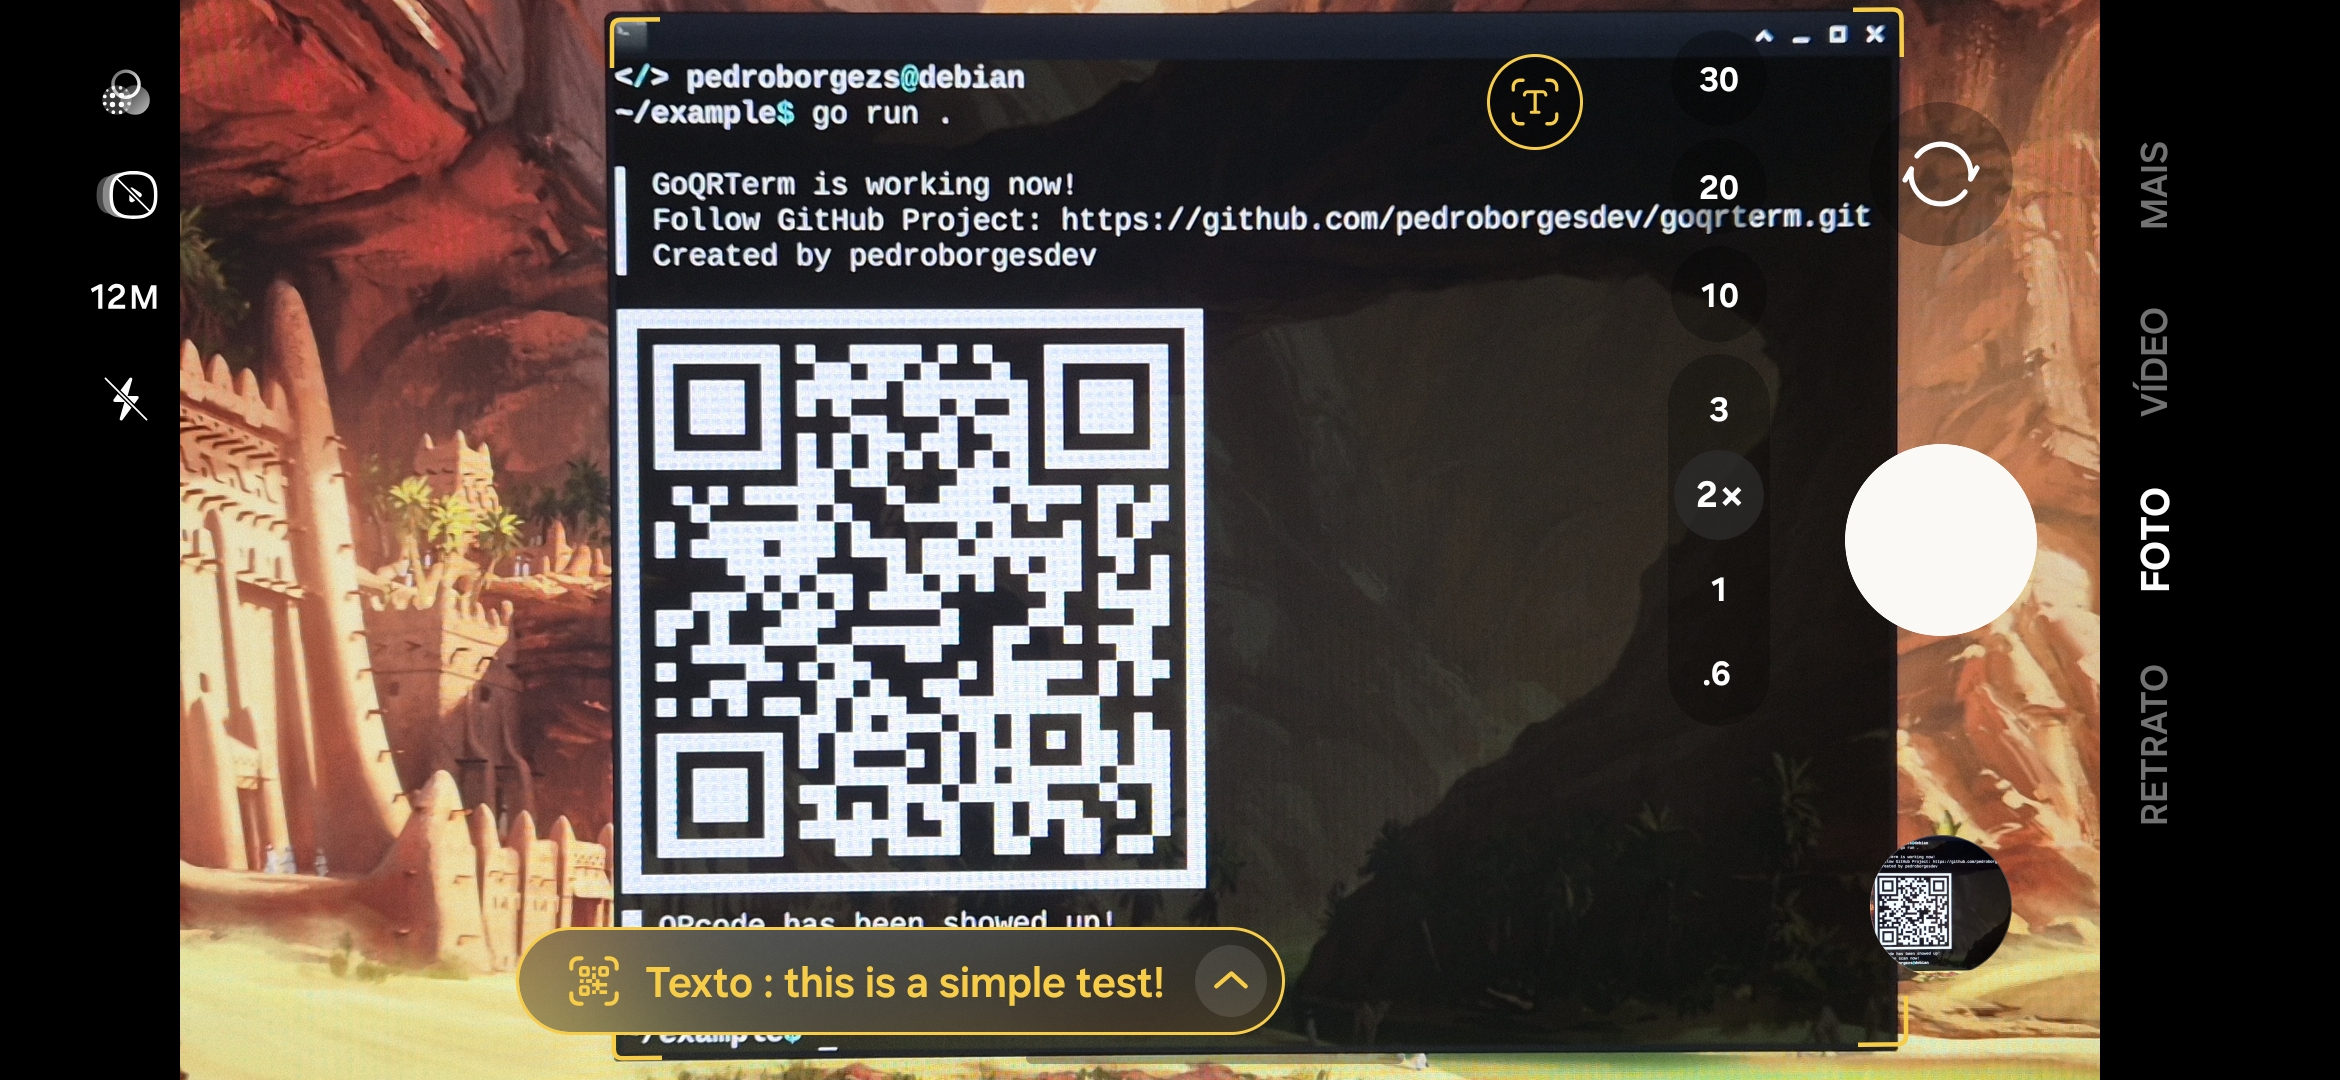 </> pedroborgezs@debian
~/example$ go run .
GoQRTerm is working now!
Follow GitHub Project: https://github.com/pedroborgesdev/goqrterm.git
Created by pedroborgesdev
QRcode has been showed up!
Texto : this is a simple test!
~/example$ _
12M
30
20
10
3
2×
1
.6
MAIS
VÍDEO
FOTO
RETRATO